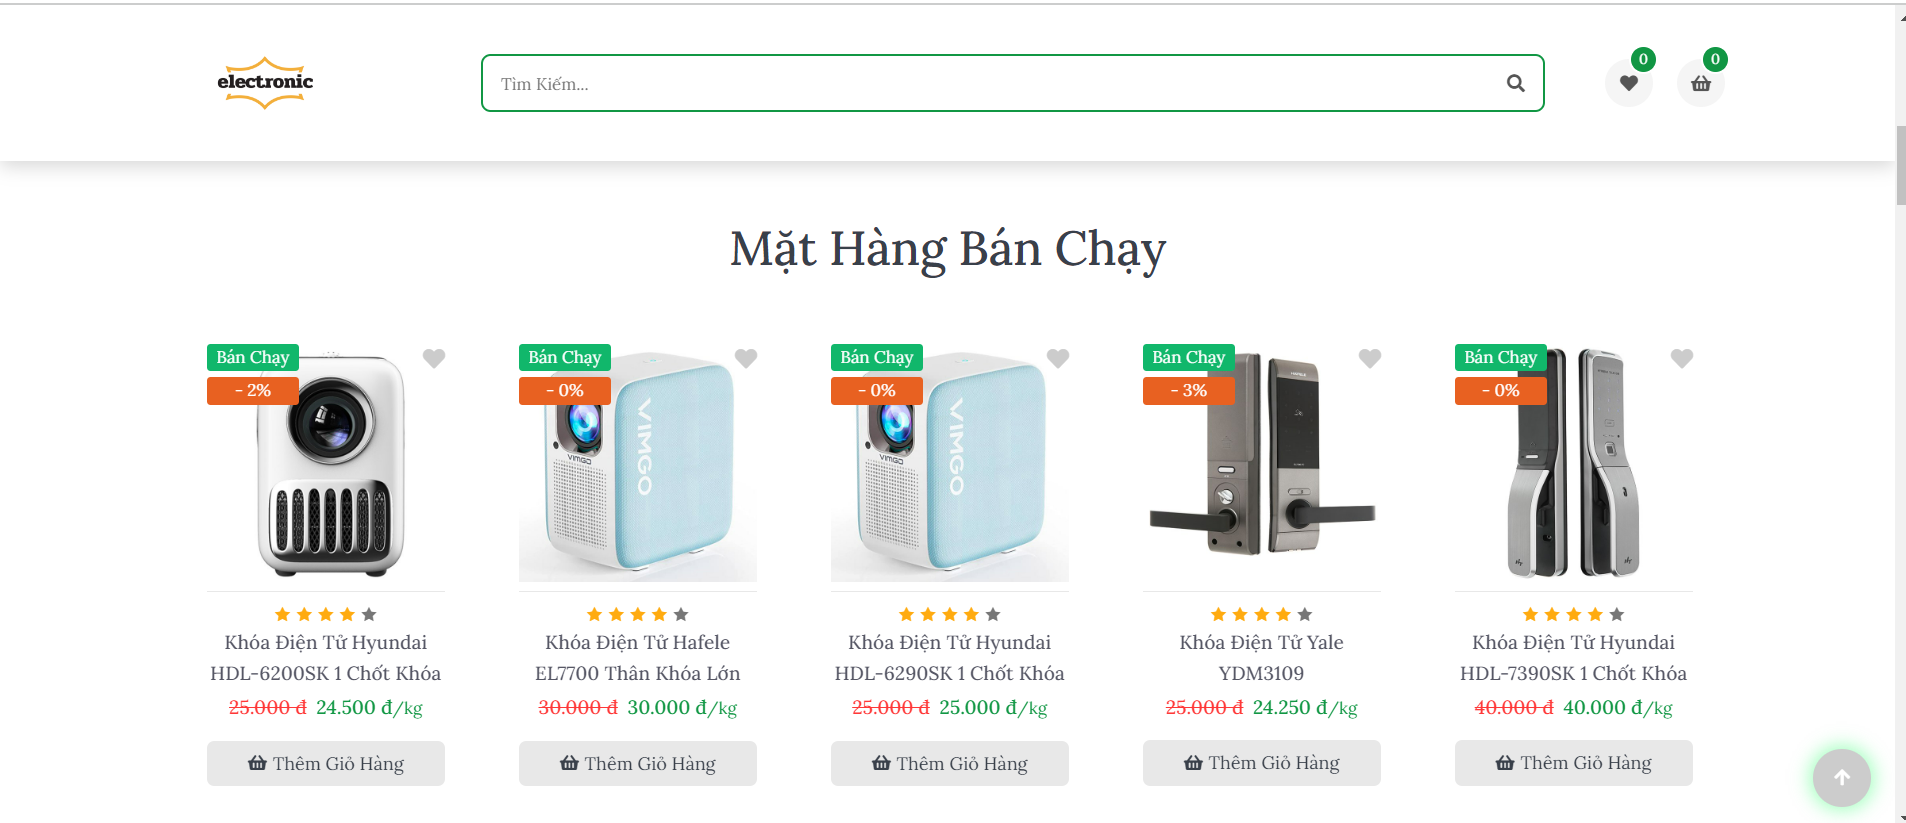 electronic
Tìm Kiếm...
0
0
Mặt Hàng Bán Chạy
Bán Chạy
- 2%
Khóa Điện Tử Hyundai
HDL-6200SK 1 Chốt Khóa
25.000 đ 24.500 đ/kg
Thêm Giỏ Hàng
Bán Chạy
- 0%
VIMGO
VIMGO
Khóa Điện Tử Hafele
EL7700 Thân Khóa Lớn
30.000 đ 30.000 đ/kg
Thêm Giỏ Hàng
Bán Chạy
- 0%
VIMGO
VIMGO
Khóa Điện Tử Hyundai
HDL-6290SK 1 Chốt Khóa
25.000 đ 25.000 đ/kg
Thêm Giỏ Hàng
Bán Chạy
- 3%
Khóa Điện Tử Yale
YDM3109
25.000 đ 24.250 đ/kg
Thêm Giỏ Hàng
Bán Chạy
- 0%
Khóa Điện Tử Hyundai
HDL-7390SK 1 Chốt Khóa
40.000 đ 40.000 đ/kg
Thêm Giỏ Hàng